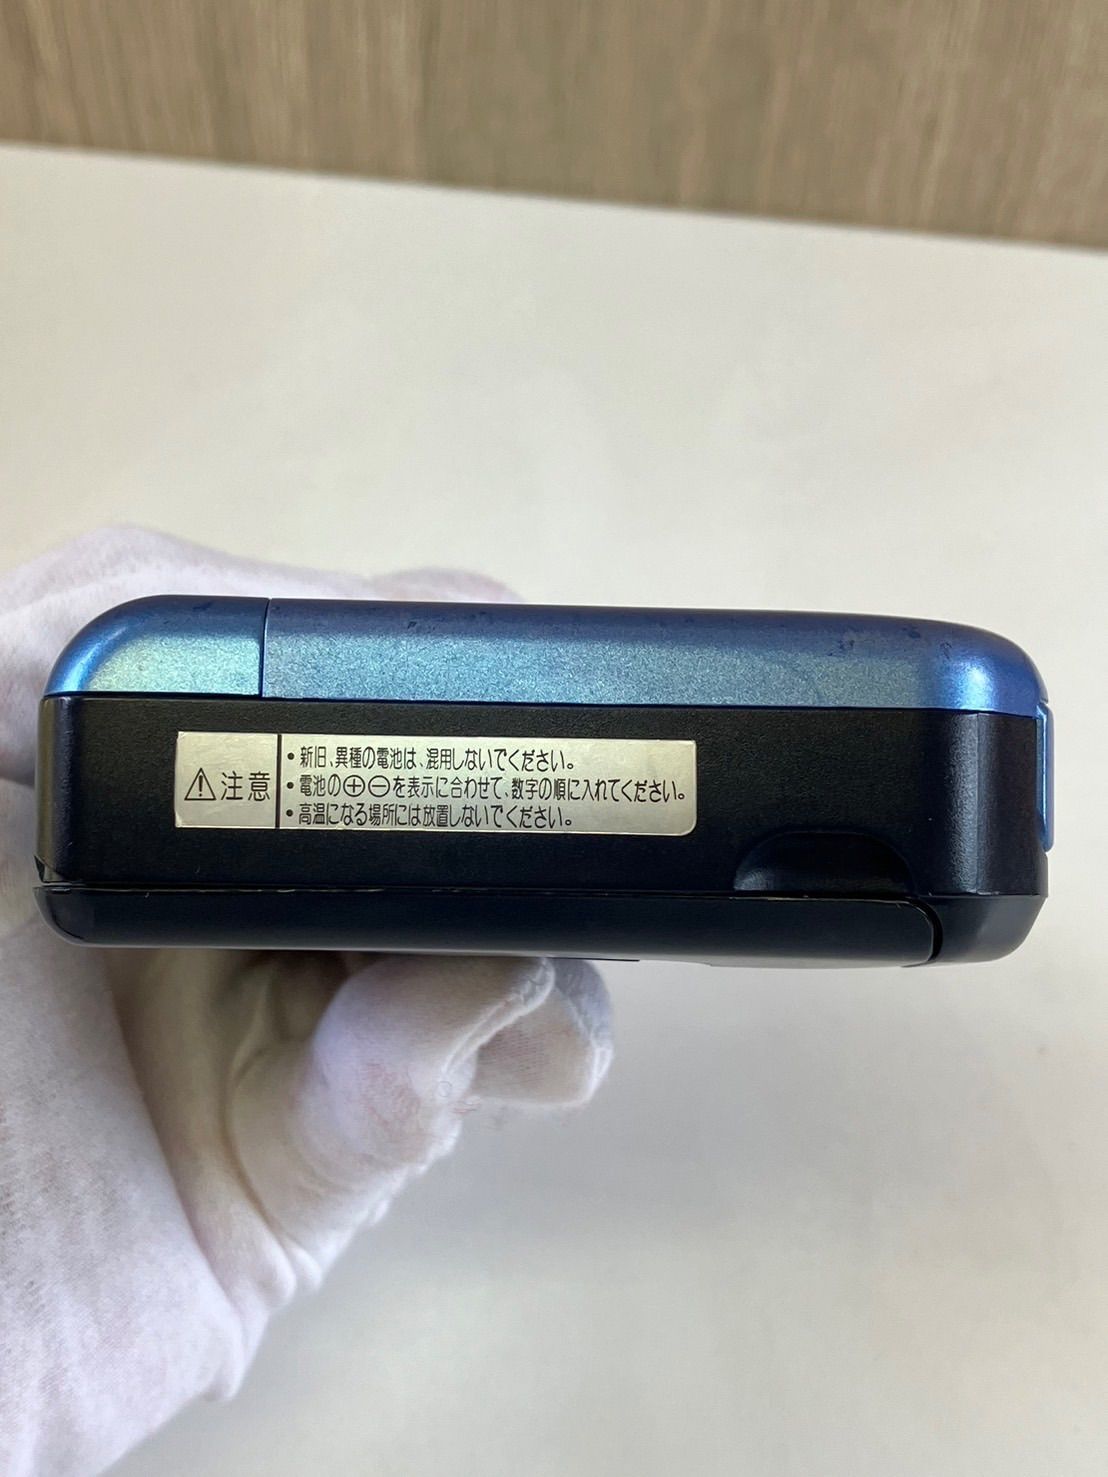 ⚠注意
・新旧、異種の電池は、混用しないでください。
・電池の⊕⊖を表示に合わせて、数字の順に入れてください。
・高温になる場所には放置しないでください。